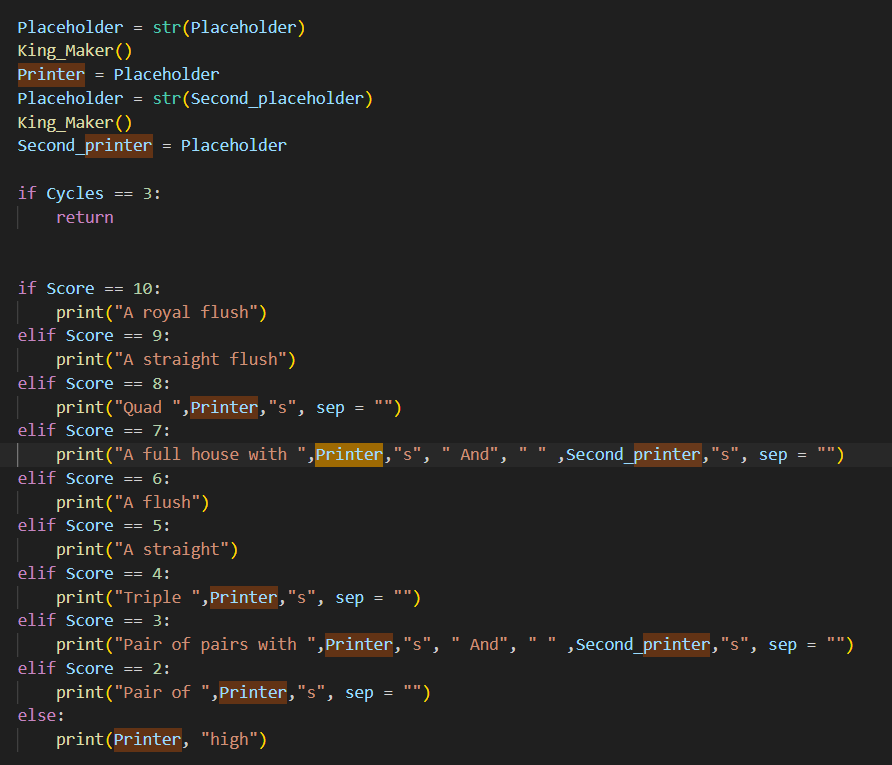 Placeholder = str(Placeholder)
King_Maker()
Printer = Placeholder
Placeholder = str(Second_placeholder)
King_Maker()
Second_printer = Placeholder
if Cycles == 3:
    return
if Score == 10:
    print("A royal flush")
elif Score == 9:
    print("A straight flush")
elif Score == 8:
    print("Quad ",Printer,"s", sep = "")
elif Score == 7:
    print("A full house with ",Printer,"s", " And", " " ,Second_printer,"s", sep = "")
elif Score == 6:
    print("A flush")
elif Score == 5:
    print("A straight")
elif Score == 4:
    print("Triple ",Printer,"s", sep = "")
elif Score == 3:
    print("Pair of pairs with ",Printer,"s", " And", " " ,Second_printer,"s", sep = "")
elif Score == 2:
    print("Pair of ",Printer,"s", sep = "")
else:
    print(Printer, "high")